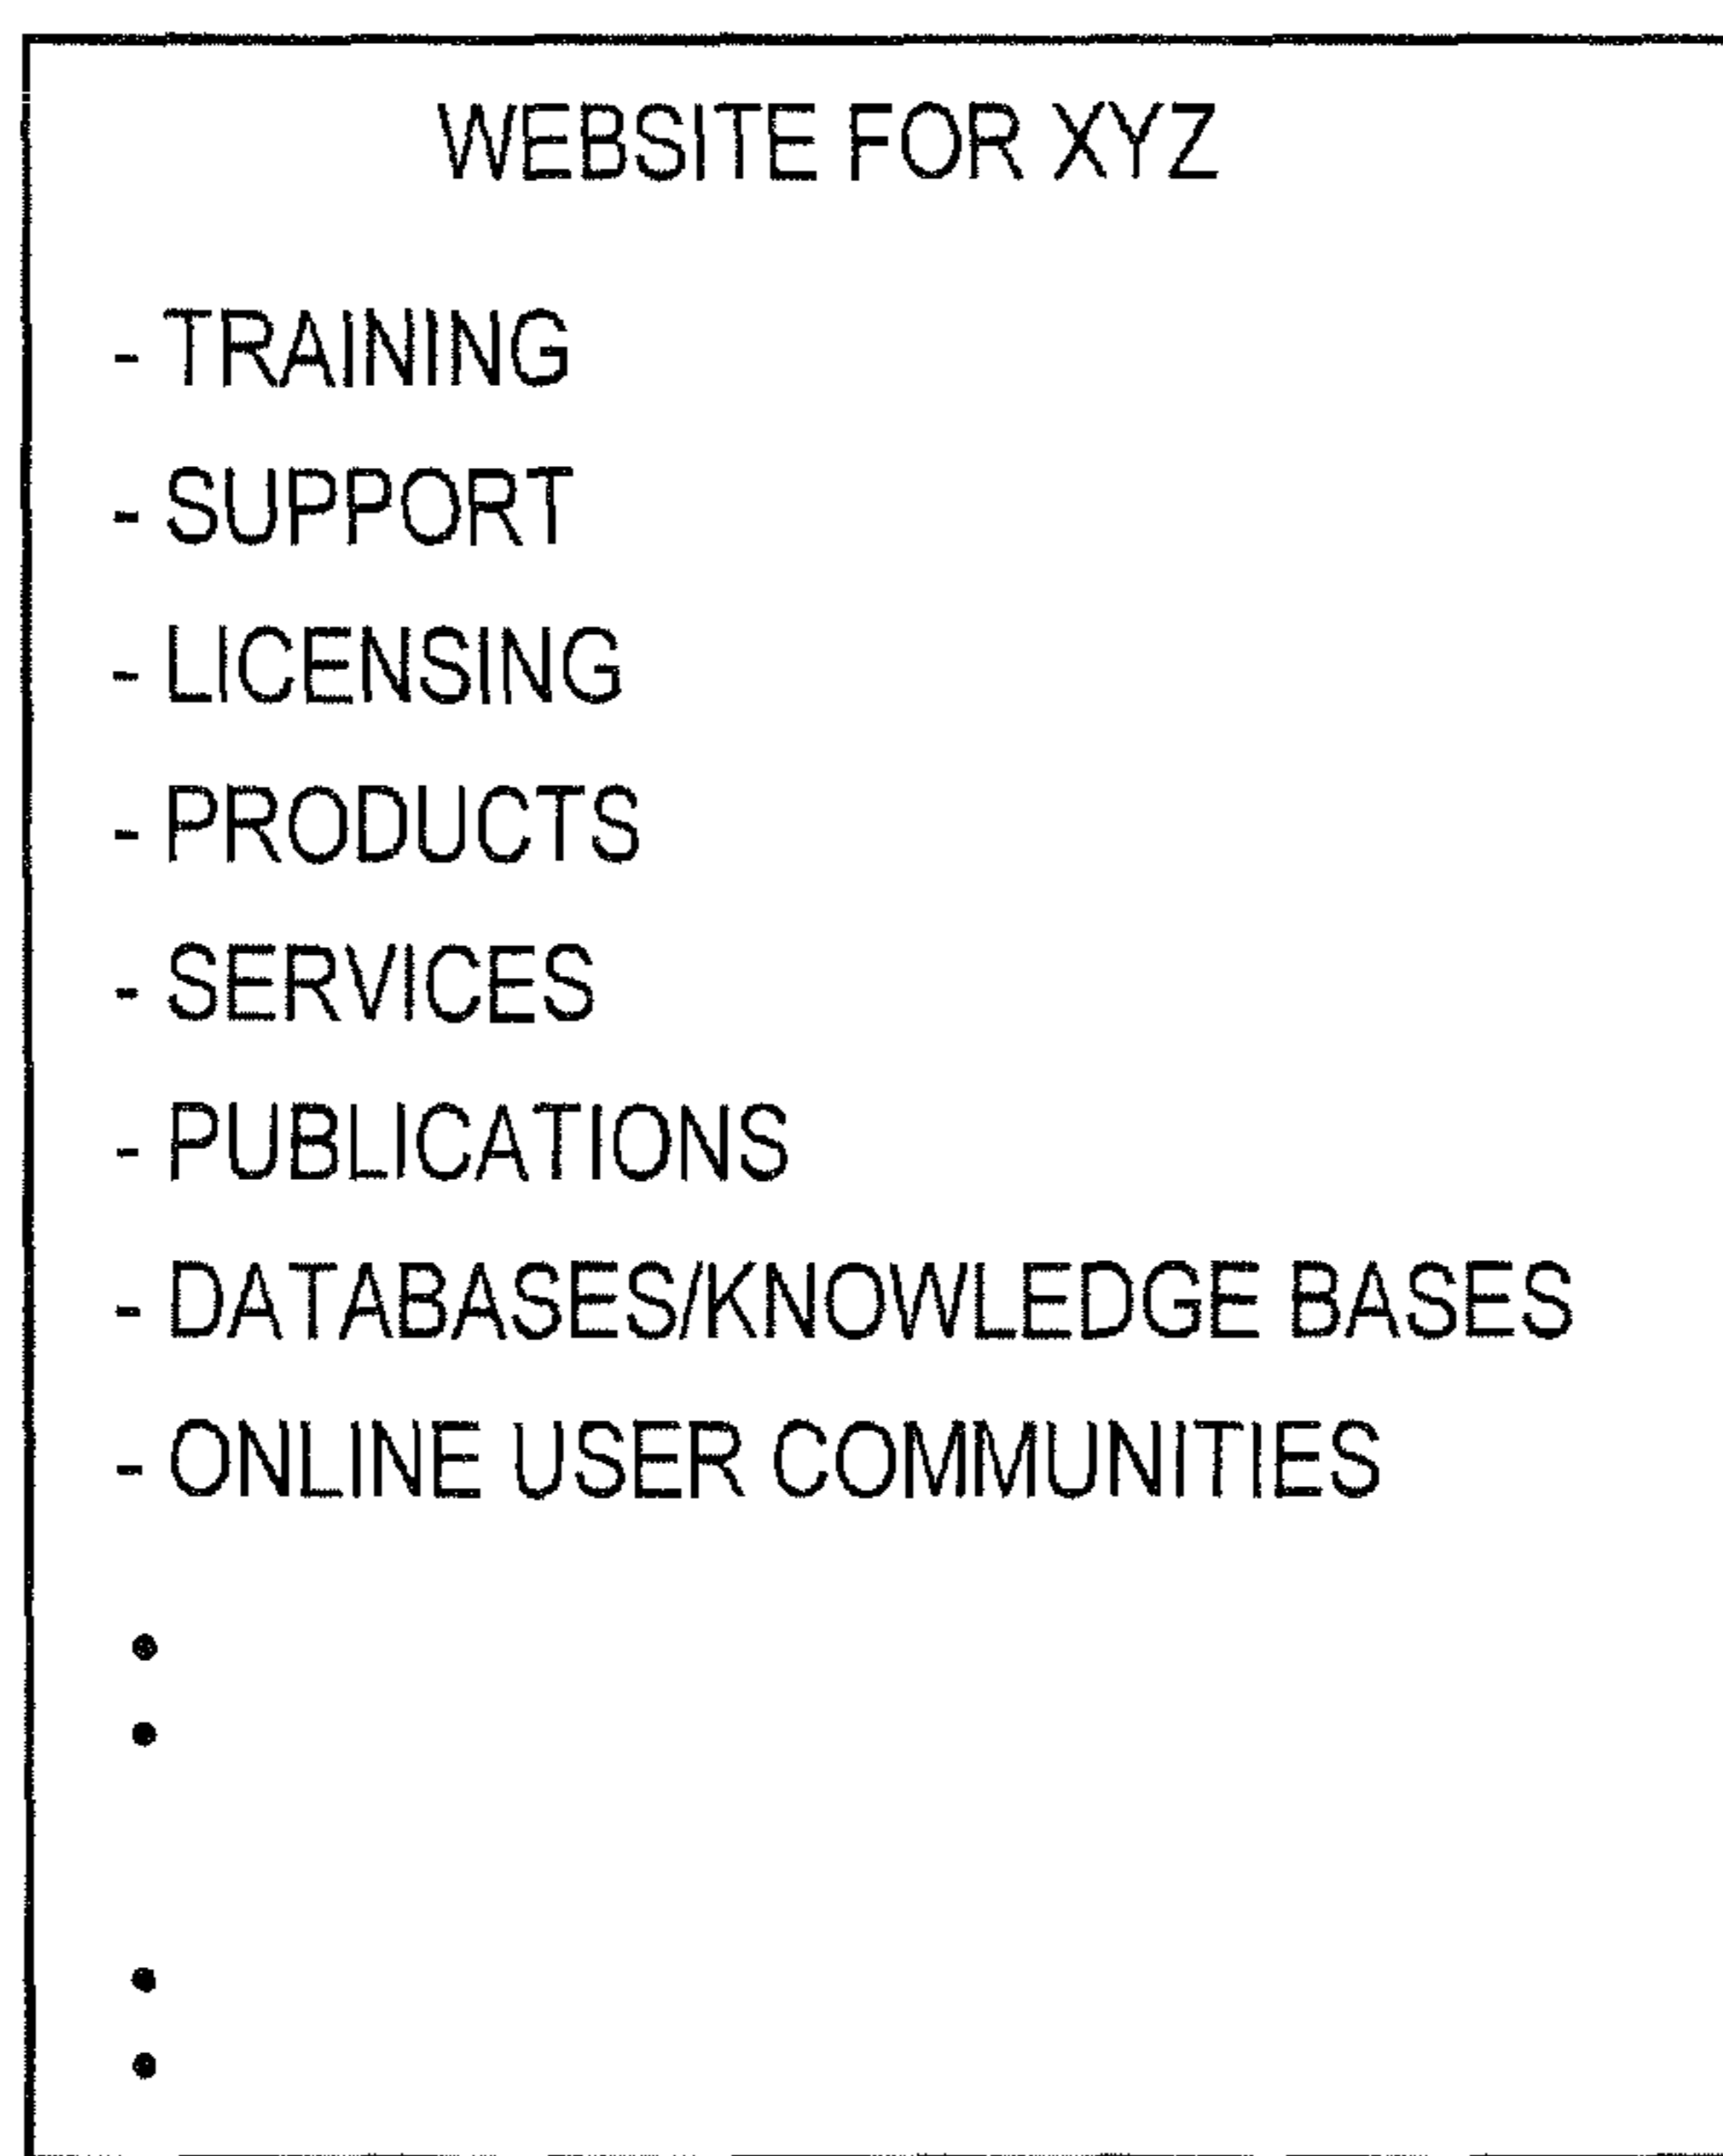 WEBSITE FOR XYZ
- TRAINING
- SUPPORT
- LICENSING
- PRODUCTS
- SERVICES
- PUBLICATIONS
- DATABASES/KNOWLEDGE BASES
- ONLINE USER COMMUNITIES
•
•
•
•